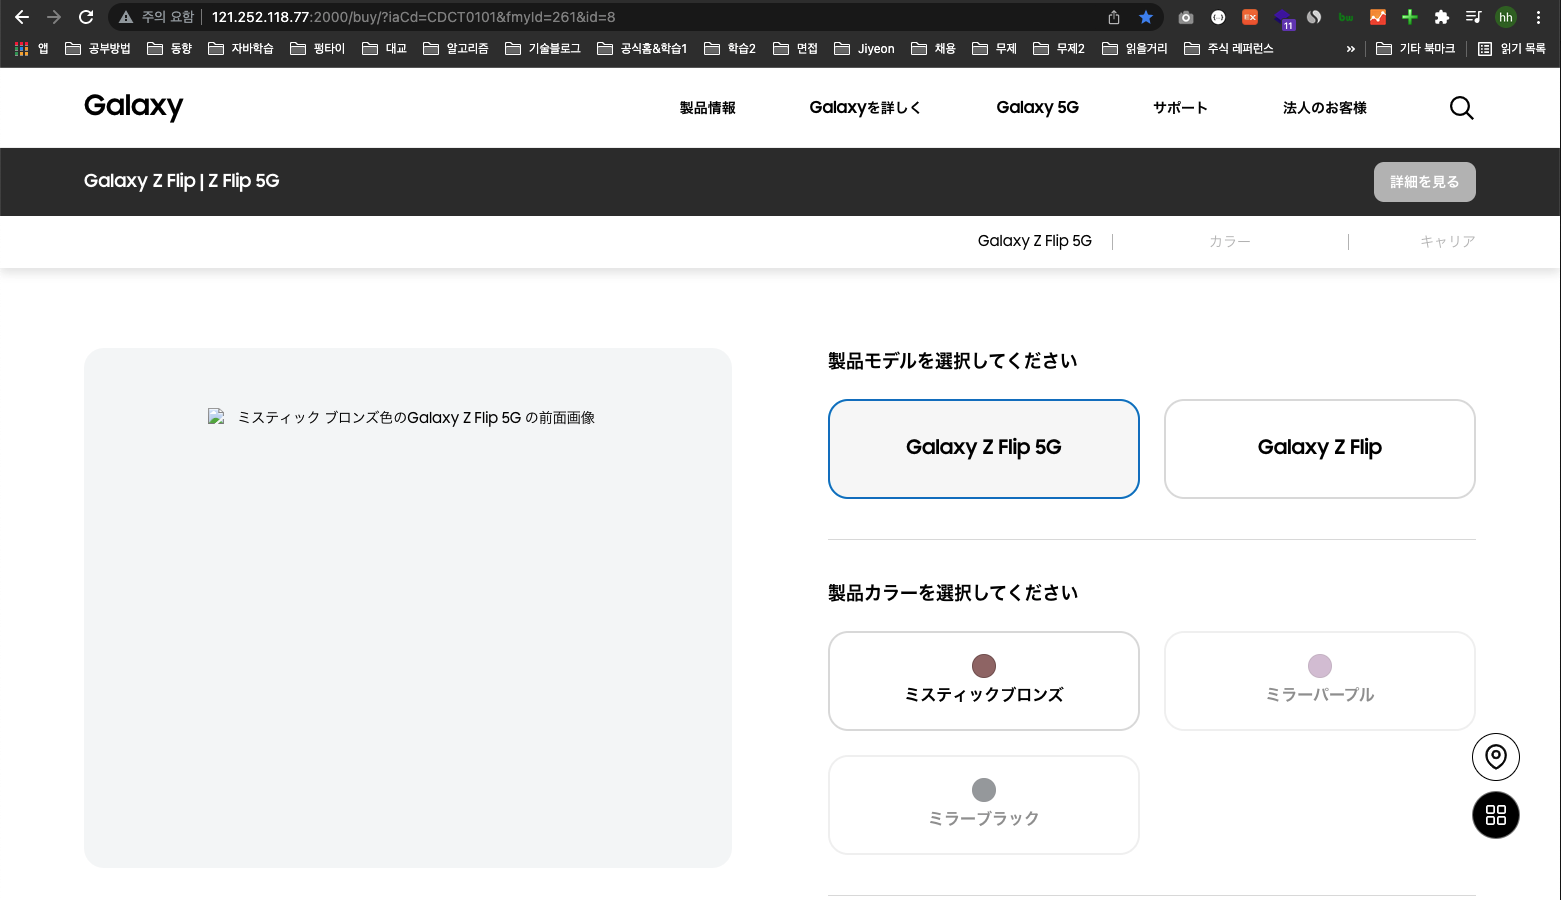 주의 요함 121.252.118.77:2000/buy/?iaCd=CDCT0101&fmyId=261&id=8
11
bw
hh
앱 공부방법 동향 자바학습 펑타이 대교 알고리즘 기술블로그 공식홈&학습1 학습2 면접 Jiyeon 채용 무제 무제2 읽을거리 주식 레퍼런스 » 기타 북마크 읽기 목록
Galaxy 製品情報 Galaxyを詳しく Galaxy 5G サポート 法人のお客様
Galaxy Z Flip | Z Flip 5G 詳細を見る
Galaxy Z Flip 5G カラー キャリア
製品モデルを選択してください
ミスティック ブロンズ色のGalaxy Z Flip 5G の前面画像
Galaxy Z Flip 5G Galaxy Z Flip
製品カラーを選択してください
ミスティックブロンズ ミラーパープル
ミラーブラック